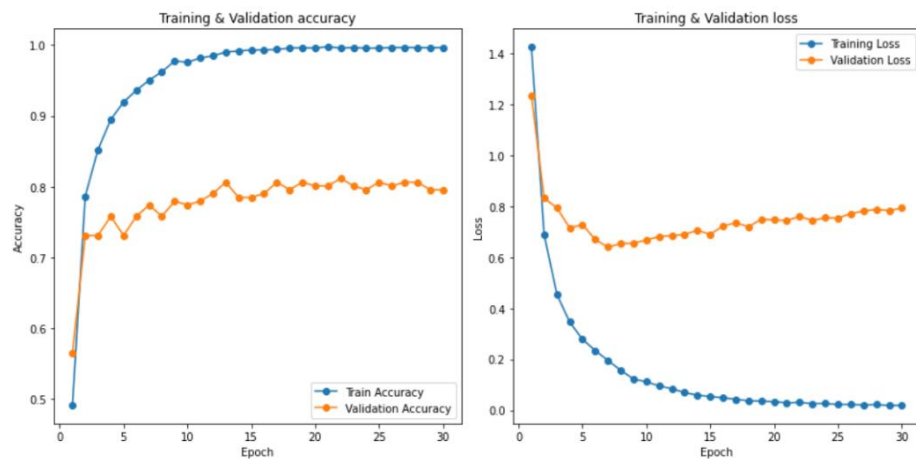 Training & Validation accuracy
1.0
0.9
0.8
0.7
0.6
0.5
Accuracy
0 5 10 15 20 25 30
Epoch
Train Accuracy
Validation Accuracy
Training & Validation loss
1.4
1.2
1.0
0.8
0.6
0.4
0.2
0.0
Loss
0 5 10 15 20 25 30
Epoch
Training Loss
Validation Loss